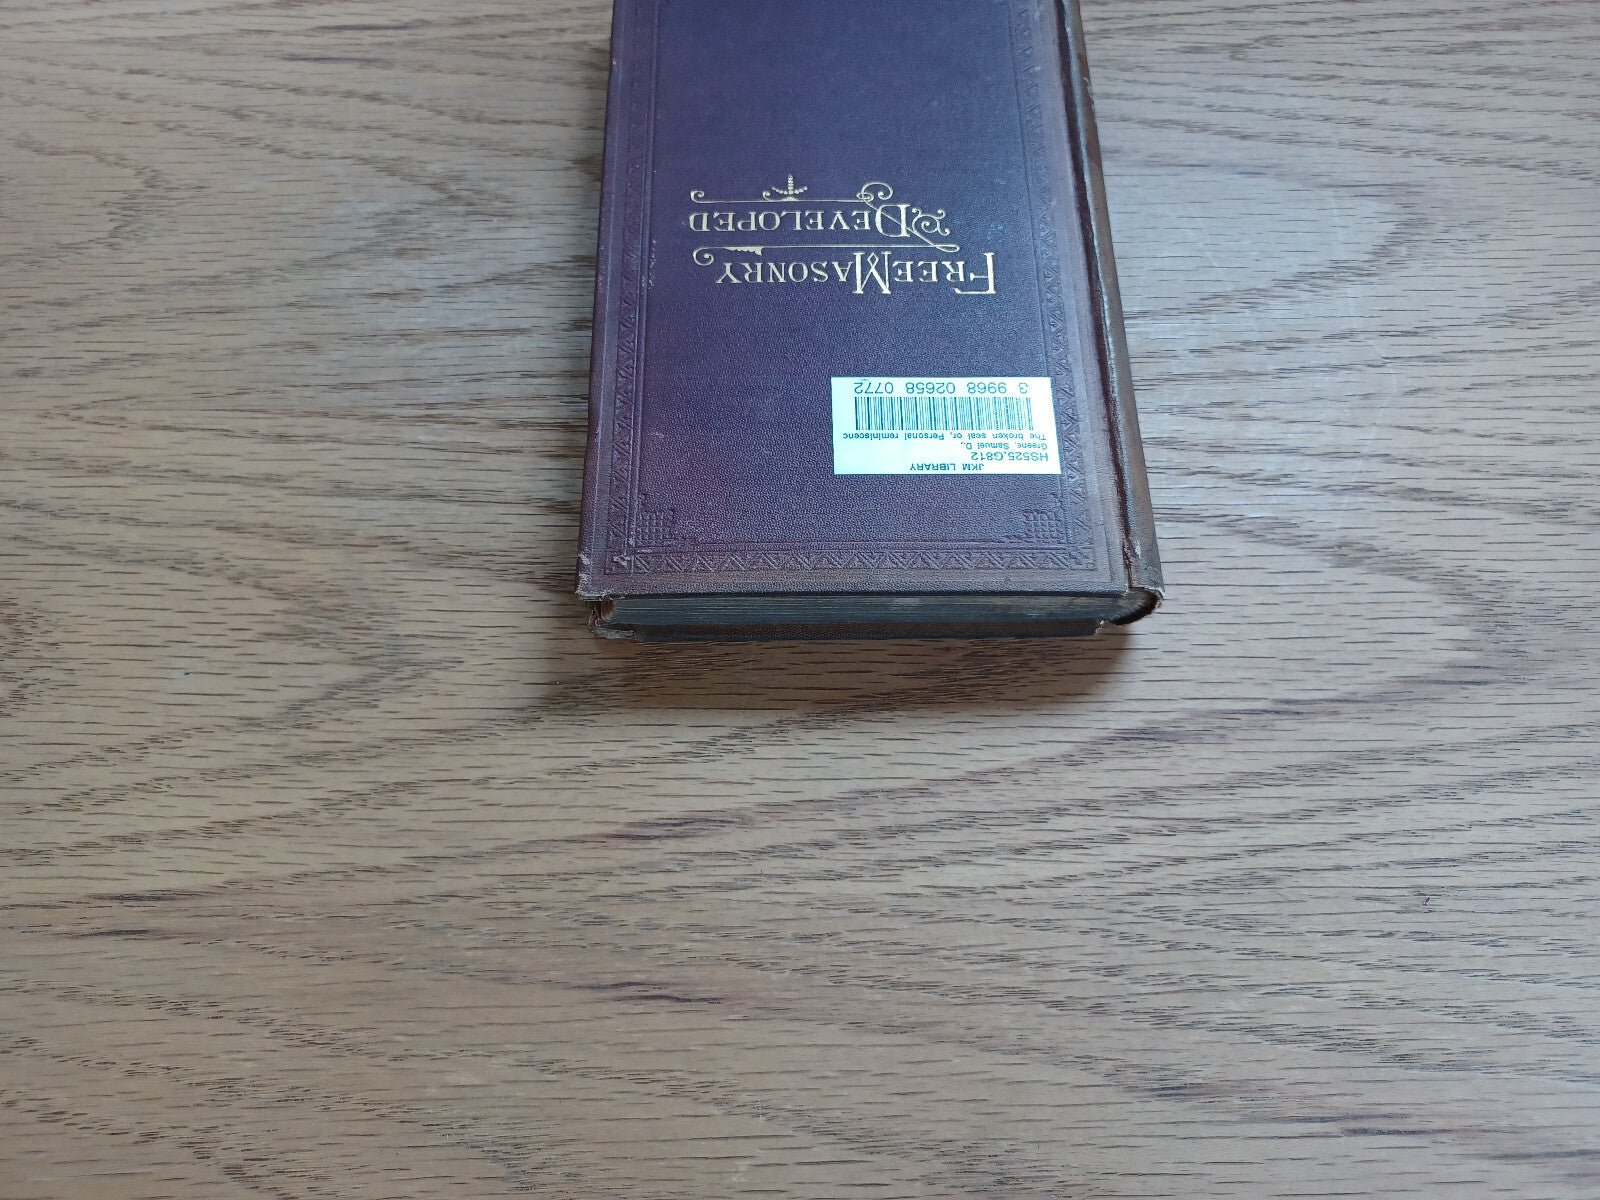 FREEMASONRY
DEVELOPED
JKM LIBRARY
HS525.G812
Greene, Samuel D.,
The broken seal or, Personal reminiscenc
3 9968 02658 0772